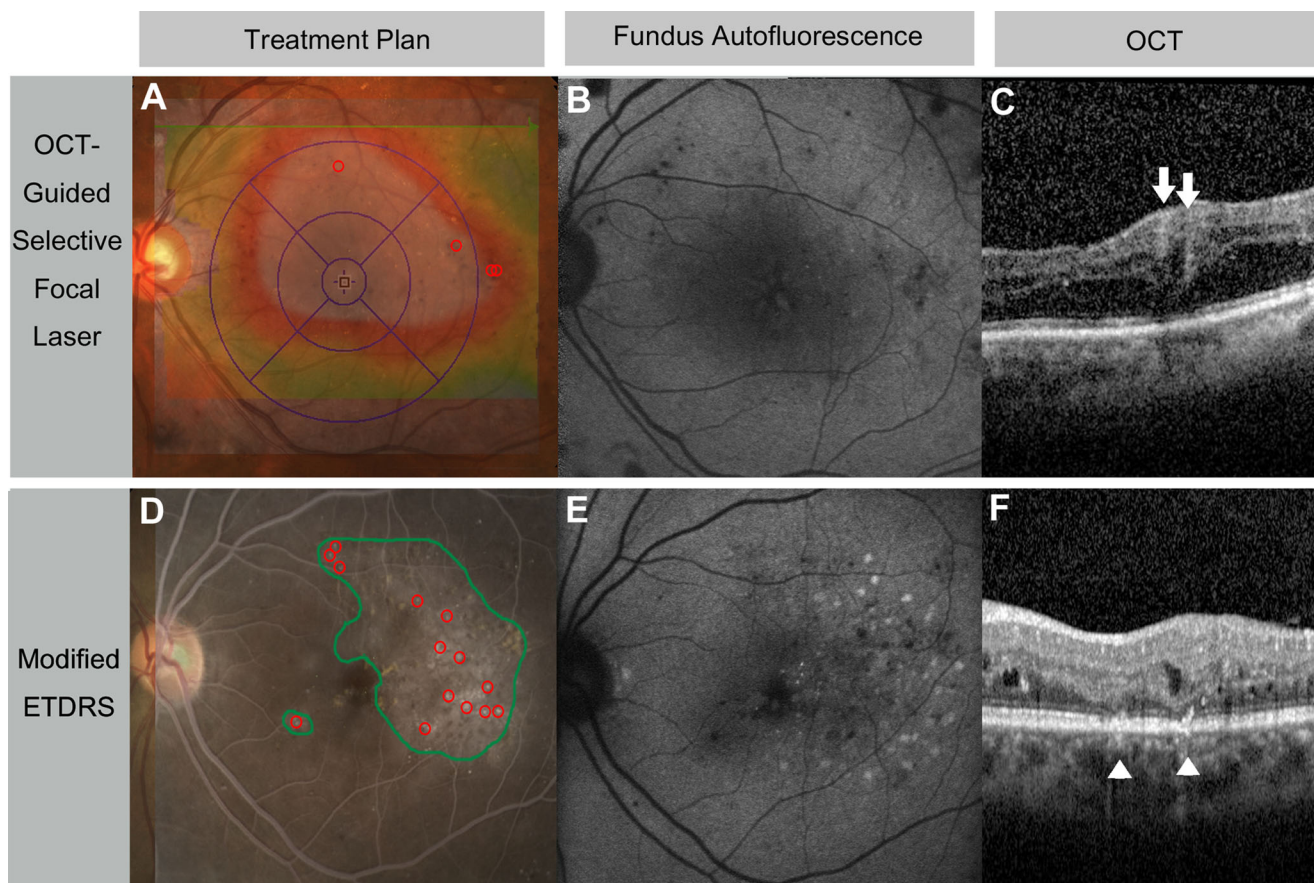 Treatment Plan
Fundus Autofluorescence
OCT
OCT-
Guided
Selective
Focal
Laser
A
B
C
Modified
ETDRS
D
E
F